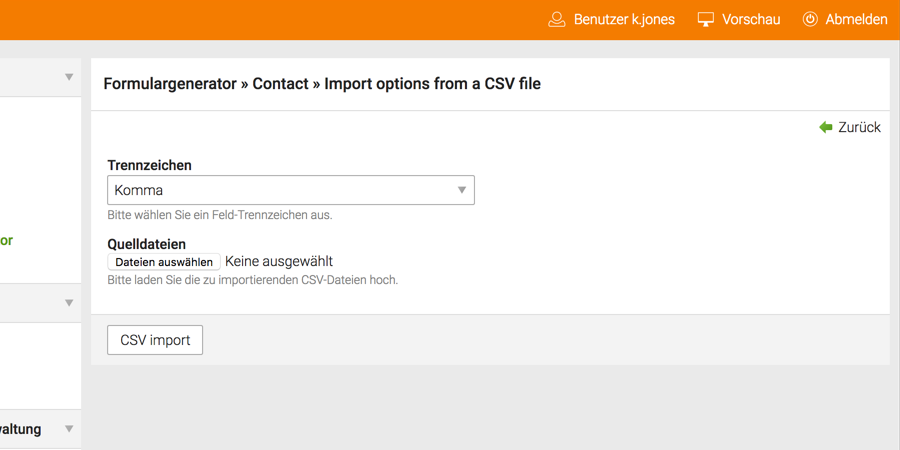 Benutzer k.jones Vorschau Abmelden
Formulargenerator » Contact » Import options from a CSV file
Zurück
Trennzeichen
Komma
Bitte wählen Sie ein Feld-Trennzeichen aus.
or
Quelldateien
Dateien auswählen Keine ausgewählt
Bitte laden Sie die zu importierenden CSV-Dateien hoch.
CSV import
valtung